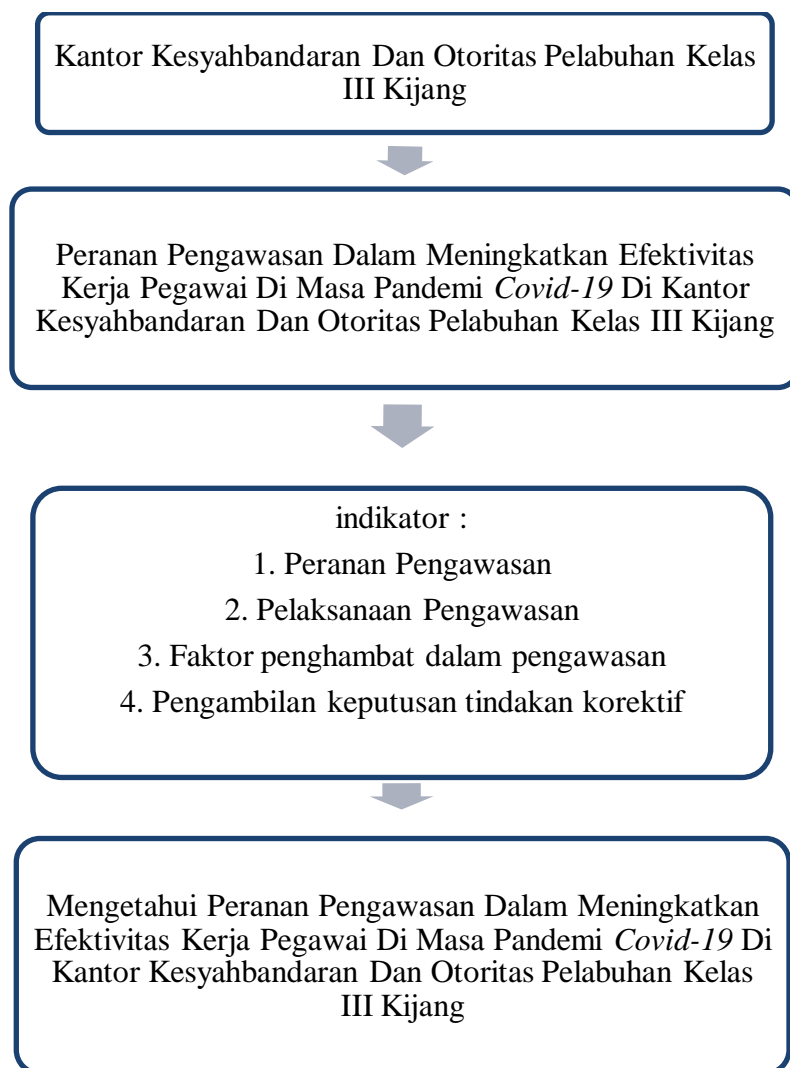 Kantor Kesyahbandaran Dan Otoritas Pelabuhan Kelas
III Kijang
Peranan Pengawasan Dalam Meningkatkan Efektivitas
Kerja Pegawai Di Masa Pandemi Covid-19 Di Kantor
Kesyahbandaran Dan Otoritas Pelabuhan Kelas III Kijang
indikator :
1. Peranan Pengawasan
2. Pelaksanaan Pengawasan
3. Faktor penghambat dalam pengawasan
4. Pengambilan keputusan tindakan korektif
Mengetahui Peranan Pengawasan Dalam Meningkatkan
Efektivitas Kerja Pegawai Di Masa Pandemi Covid-19 Di
Kantor Kesyahbandaran Dan Otoritas Pelabuhan Kelas
III Kijang